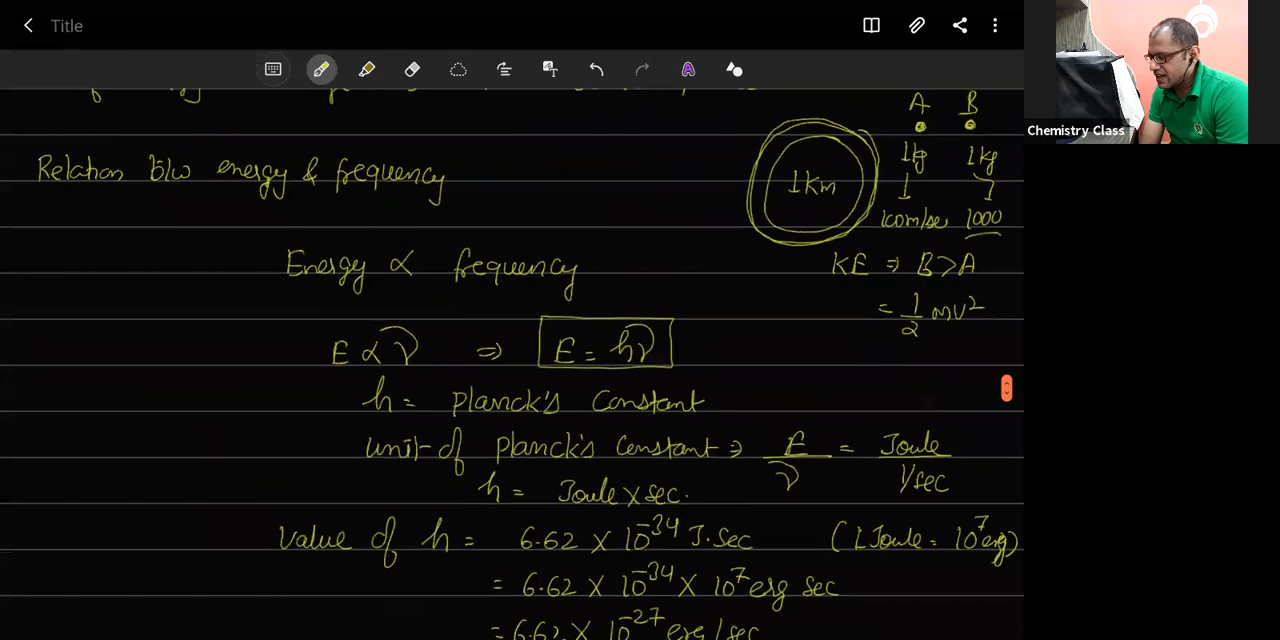 Title
A B
Chemistry Class
1kg 1kg
Relation b/w energy & frequency
1Km
100m/se 1000
Energy ∝ frequency
KE ⇒ B>A
= 1/2 mv²
E ∝ ν ⇒ E = hν
h = Planck's Constant
unit of Planck's Constant ⇒ E/ν = Joule / 1/sec
h = Joule × sec.
Value of h = 6.62 × 10⁻³⁴ J. Sec (1 Joule = 10⁷ erg)
= 6.62 × 10⁻³⁴ × 10⁷ erg sec
= 6.62 × 10⁻²⁷ erg/sec